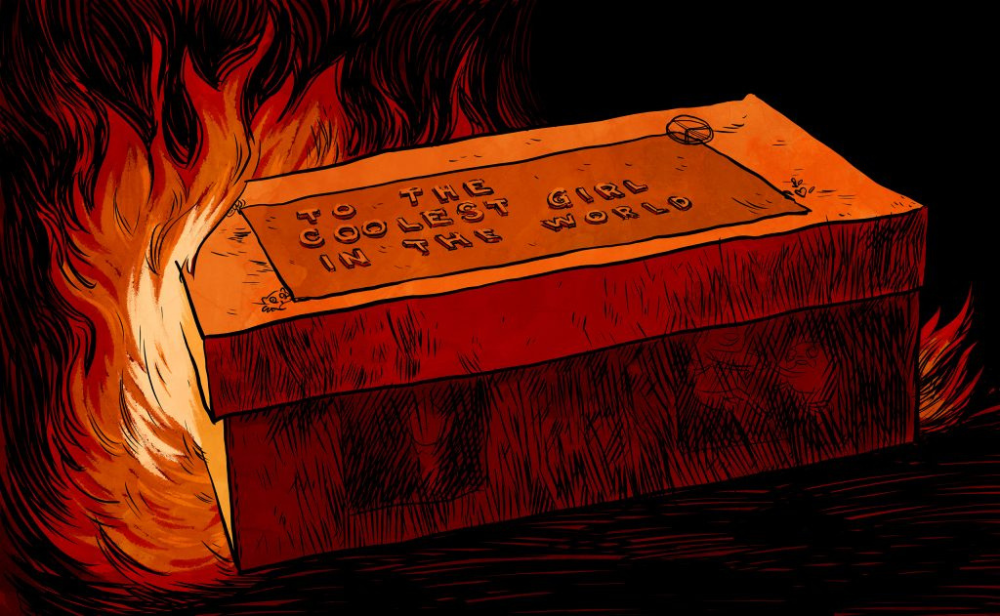 TO THE
COOLEST GIRL
IN THE WORLD